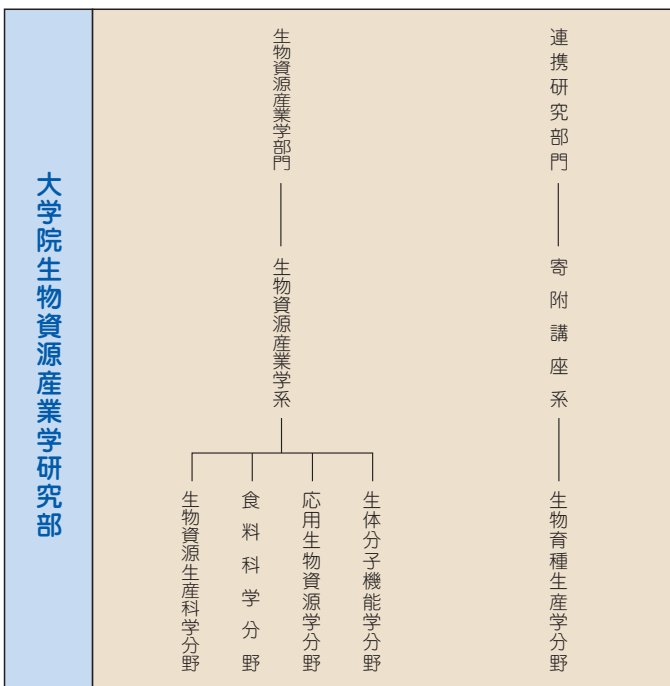 大学院生物資源産業学研究部
連携研究部門
寄附講座系
生物育種生産学分野
生物資源産業学部門
生物資源産業学系
生体分子機能学分野
応用生物資源学分野
食料科学分野
生物資源生産科学分野